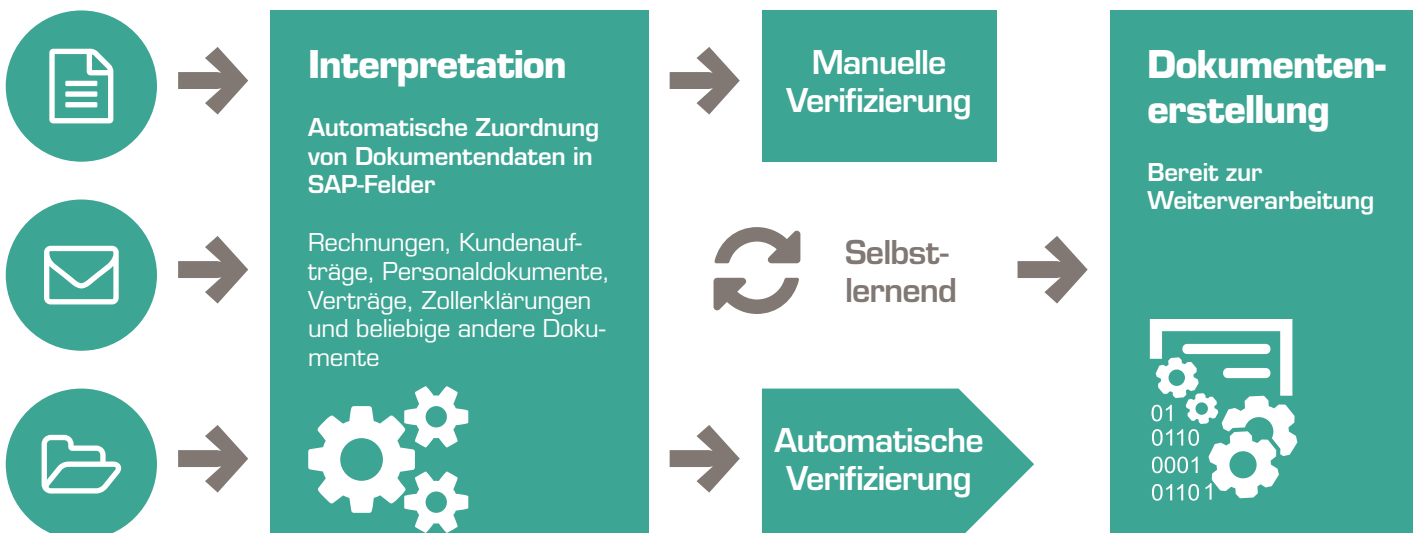 Interpretation
Automatische Zuordnung
von Dokumentendaten in
SAP-Felder
Rechnungen, Kundenauf-
träge, Personaldokumente,
Verträge, Zollerklärungen
und beliebige andere Doku-
mente
Manuelle
Verifizierung
Selbst-
lernend
Automatische
Verifizierung
Dokumenten-
erstellung
Bereit zur
Weiterverarbeitung
01
0110
0001
0110 1